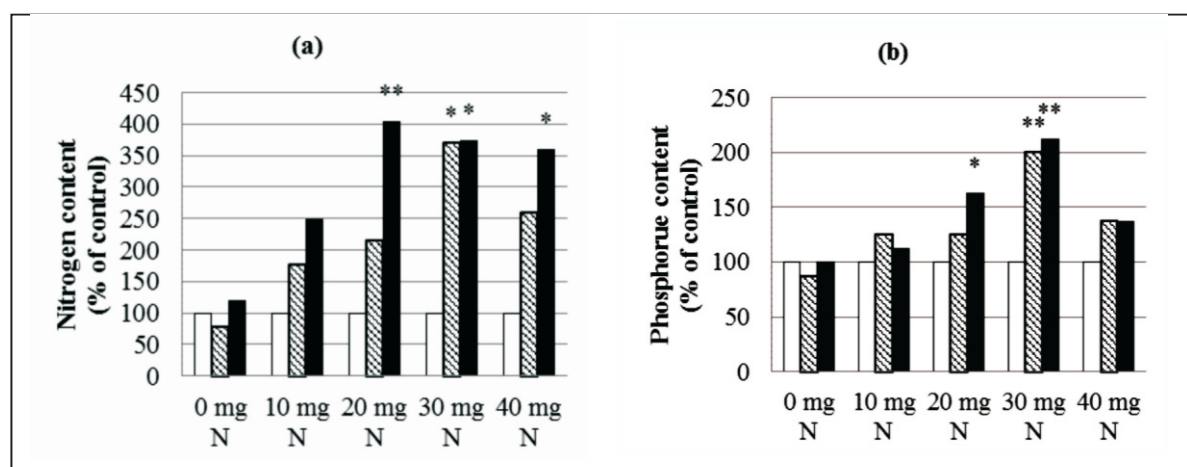 (a)
Nitrogen content
(% of control)
450
400
350
300
250
200
150
100
50
0
**
* *
*
0 mg 10 mg 20 mg 30 mg 40 mg
N N N N N
(b)
Phosphorue content
(% of control)
250
200
150
100
50
0
*
**
**
0 mg 10 mg 20 mg 30 mg 40 mg
N N N N N